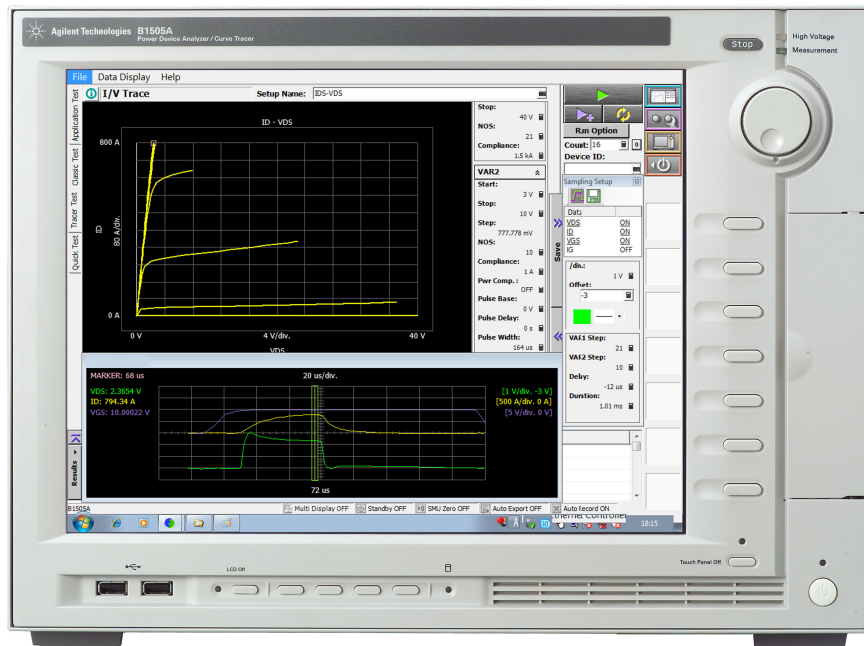 Agilent Technologies B1505A
Power Device Analyzer / Curve Tracer
Stop
High Voltage
Measurement
File Data Display Help
I/V Trace Setup Name: IDS-VDS
Application Test
Classic Test
Tracer Test
Quick Test
Results
ID - VDS
800 A
ID
80 A/div.
0 A
0 V 4 V/div. 40 V
VDS
Stop:
40 V
NOS:
21
Compliance:
1.5 kA
VAR2
Start:
3 V
Stop:
10 V
Step:
777.778 mV
NOS:
10
Compliance:
1 A
Pwr Comp. :
OFF
Pulse Base:
0 V
Pulse Delay:
0 s
Pulse Width:
164 us
Save
Run Option
Count: 16 0
Device ID:
Sampling Setup
Data
VDS ON
ID ON
VGS ON
IG OFF
/div.:
1 V
Offset:
-3
VAR1 Step:
21
VAR2 Step:
10
Delay:
-12 us
Duration:
1.01 ms
MARKER: 68 us 20 us/div.
VDS: 2.3654 V [1 V/div. -3 V]
ID: 794.34 A [500 A/div. 0 A]
VGS: 10.00022 V [5 V/div. 0 V]
72 us
B1505A Multi Display OFF Standby OFF SMU Zero OFF Auto Export OFF Auto Record ON
18:15
LCD Off
Touch Panel Off